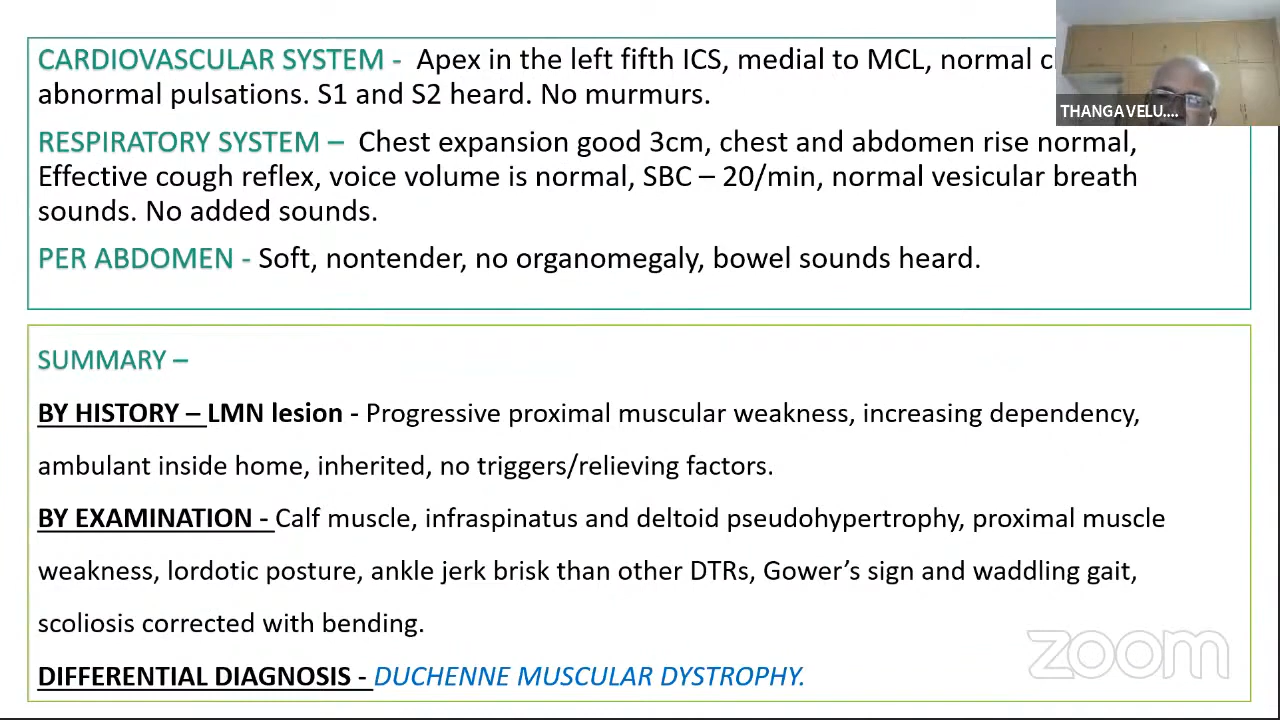 CARDIOVASCULAR SYSTEM - Apex in the left fifth ICS, medial to MCL, normal
abnormal pulsations. S1 and S2 heard. No murmurs.
THANGAVELU....
RESPIRATORY SYSTEM – Chest expansion good 3cm, chest and abdomen rise normal,
Effective cough reflex, voice volume is normal, SBC – 20/min, normal vesicular breath
sounds. No added sounds.
PER ABDOMEN - Soft, nontender, no organomegaly, bowel sounds heard.
SUMMARY –
BY HISTORY – LMN lesion - Progressive proximal muscular weakness, increasing dependency,
ambulant inside home, inherited, no triggers/relieving factors.
BY EXAMINATION - Calf muscle, infraspinatus and deltoid pseudohypertrophy, proximal muscle
weakness, lordotic posture, ankle jerk brisk than other DTRs, Gower’s sign and waddling gait,
scoliosis corrected with bending.
zoom
DIFFERENTIAL DIAGNOSIS - DUCHENNE MUSCULAR DYSTROPHY.